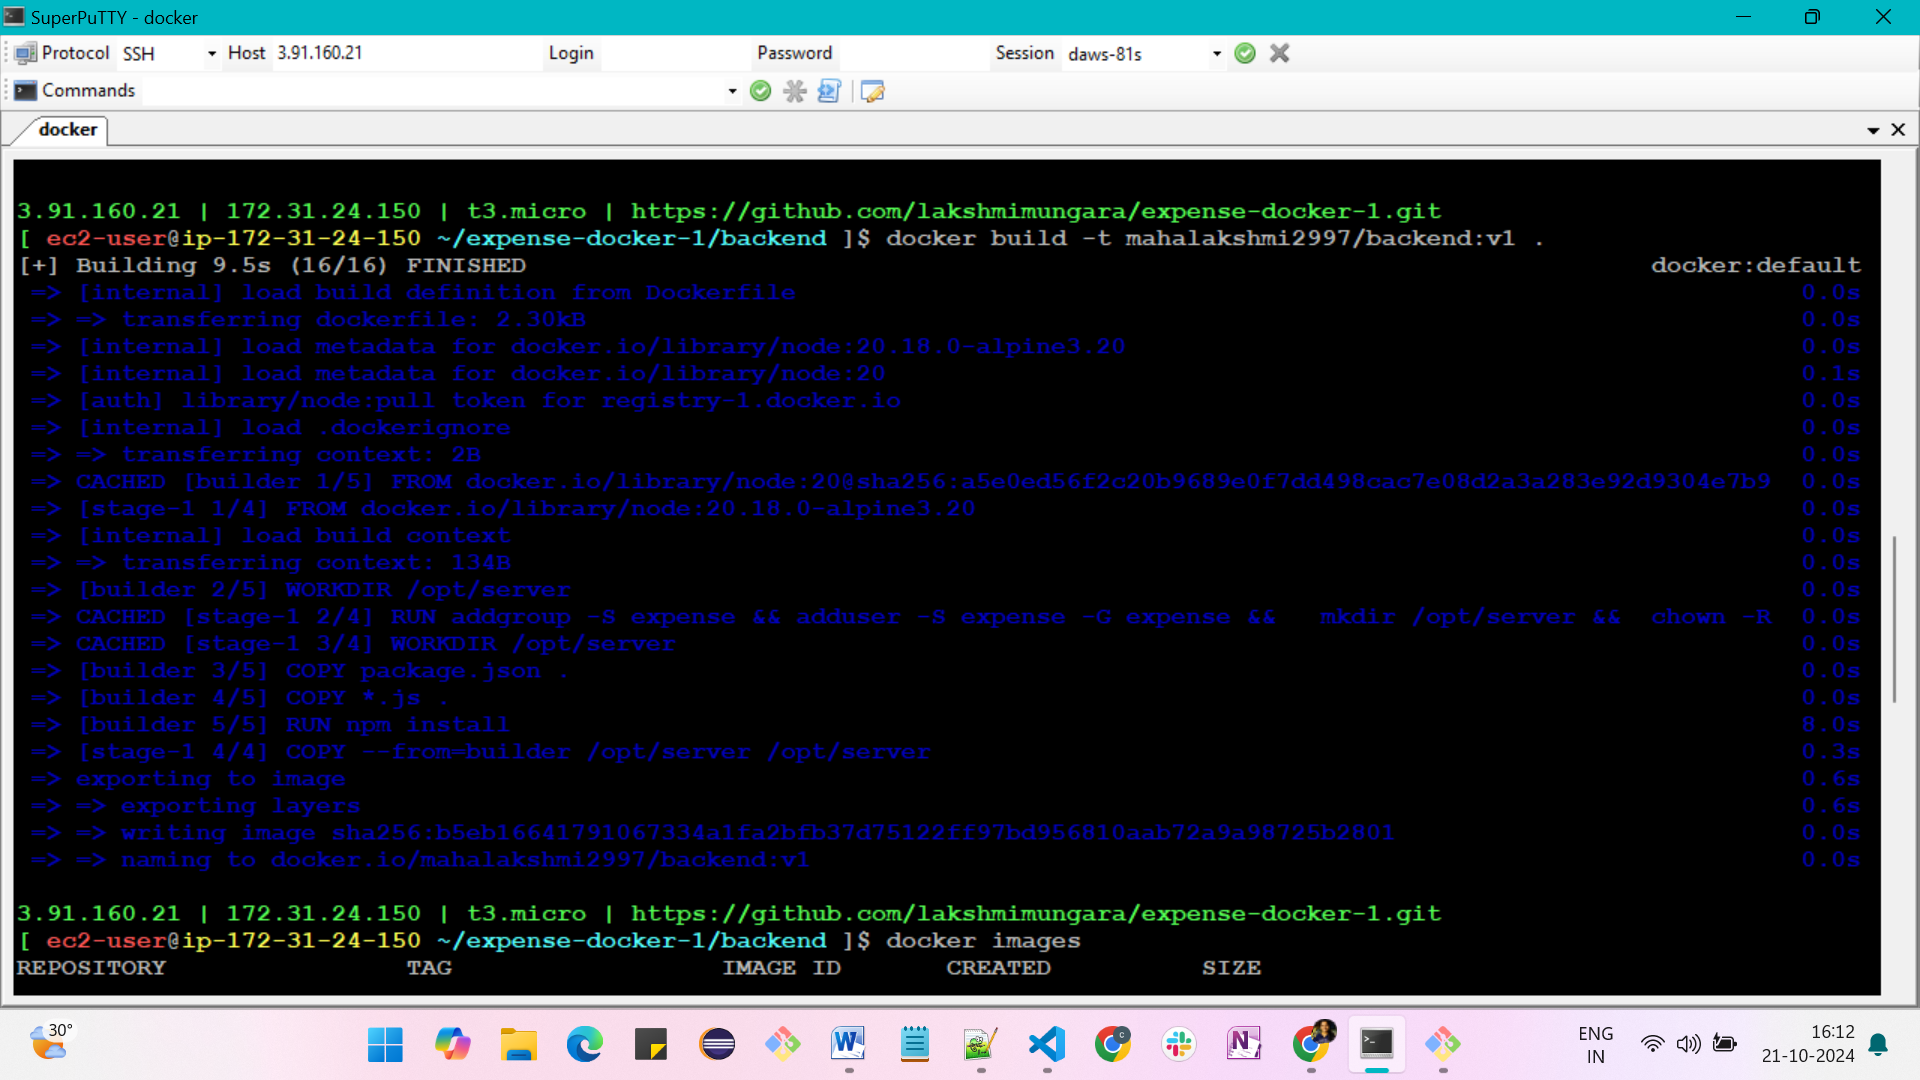 SuperPuTTY - docker
Protocol SSH Host 3.91.160.21 Login Password Session daws-81s
Commands
docker
3.91.160.21 | 172.31.24.150 | t3.micro | https://github.com/lakshmimungara/expense-docker-1.git
[ ec2-user@ip-172-31-24-150 ~/expense-docker-1/backend ]$ docker build -t mahalakshmi2997/backend:v1 .
[+] Building 9.5s (16/16) FINISHED docker:default
=> [internal] load build definition from Dockerfile 0.0s
=> => transferring dockerfile: 2.30kB 0.0s
=> [internal] load metadata for docker.io/library/node:20.18.0-alpine3.20 0.0s
=> [internal] load metadata for docker.io/library/node:20 0.1s
=> [auth] library/node:pull token for registry-1.docker.io 0.0s
=> [internal] load .dockerignore 0.0s
=> => transferring context: 2B 0.0s
=> CACHED [builder 1/5] FROM docker.io/library/node:20@sha256:a5e0ed56f2c20b9689e0f7dd498cac7e08d2a3a283e92d9304e7b9 0.0s
=> [stage-1 1/4] FROM docker.io/library/node:20.18.0-alpine3.20 0.0s
=> [internal] load build context 0.0s
=> => transferring context: 134B 0.0s
=> [builder 2/5] WORKDIR /opt/server 0.0s
=> CACHED [stage-1 2/4] RUN addgroup -S expense && adduser -S expense -G expense && mkdir /opt/server && chown -R 0.0s
=> CACHED [stage-1 3/4] WORKDIR /opt/server 0.0s
=> [builder 3/5] COPY package.json . 0.0s
=> [builder 4/5] COPY *.js . 0.0s
=> [builder 5/5] RUN npm install 8.0s
=> [stage-1 4/4] COPY --from=builder /opt/server /opt/server 0.3s
=> exporting to image 0.6s
=> => exporting layers 0.6s
=> => writing image sha256:b5eb16641791067334a1fa2bfb37d75122ff97bd956810aab72a9a98725b2801 0.0s
=> => naming to docker.io/mahalakshmi2997/backend:v1 0.0s
3.91.160.21 | 172.31.24.150 | t3.micro | https://github.com/lakshmimungara/expense-docker-1.git
[ ec2-user@ip-172-31-24-150 ~/expense-docker-1/backend ]$ docker images
REPOSITORY TAG IMAGE ID CREATED SIZE
30°
ENG 16:12
IN 21-10-2024